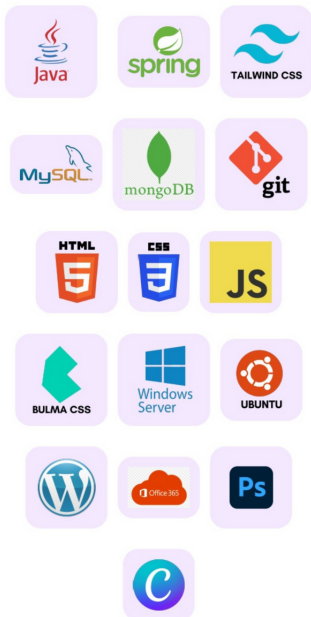 Java
spring
TAILWIND CSS
MySQL
mongoDB
git
HTML
5
CSS
3
JS
BULMA CSS
Windows
Server
UBUNTU
W
Office 365
Ps
C